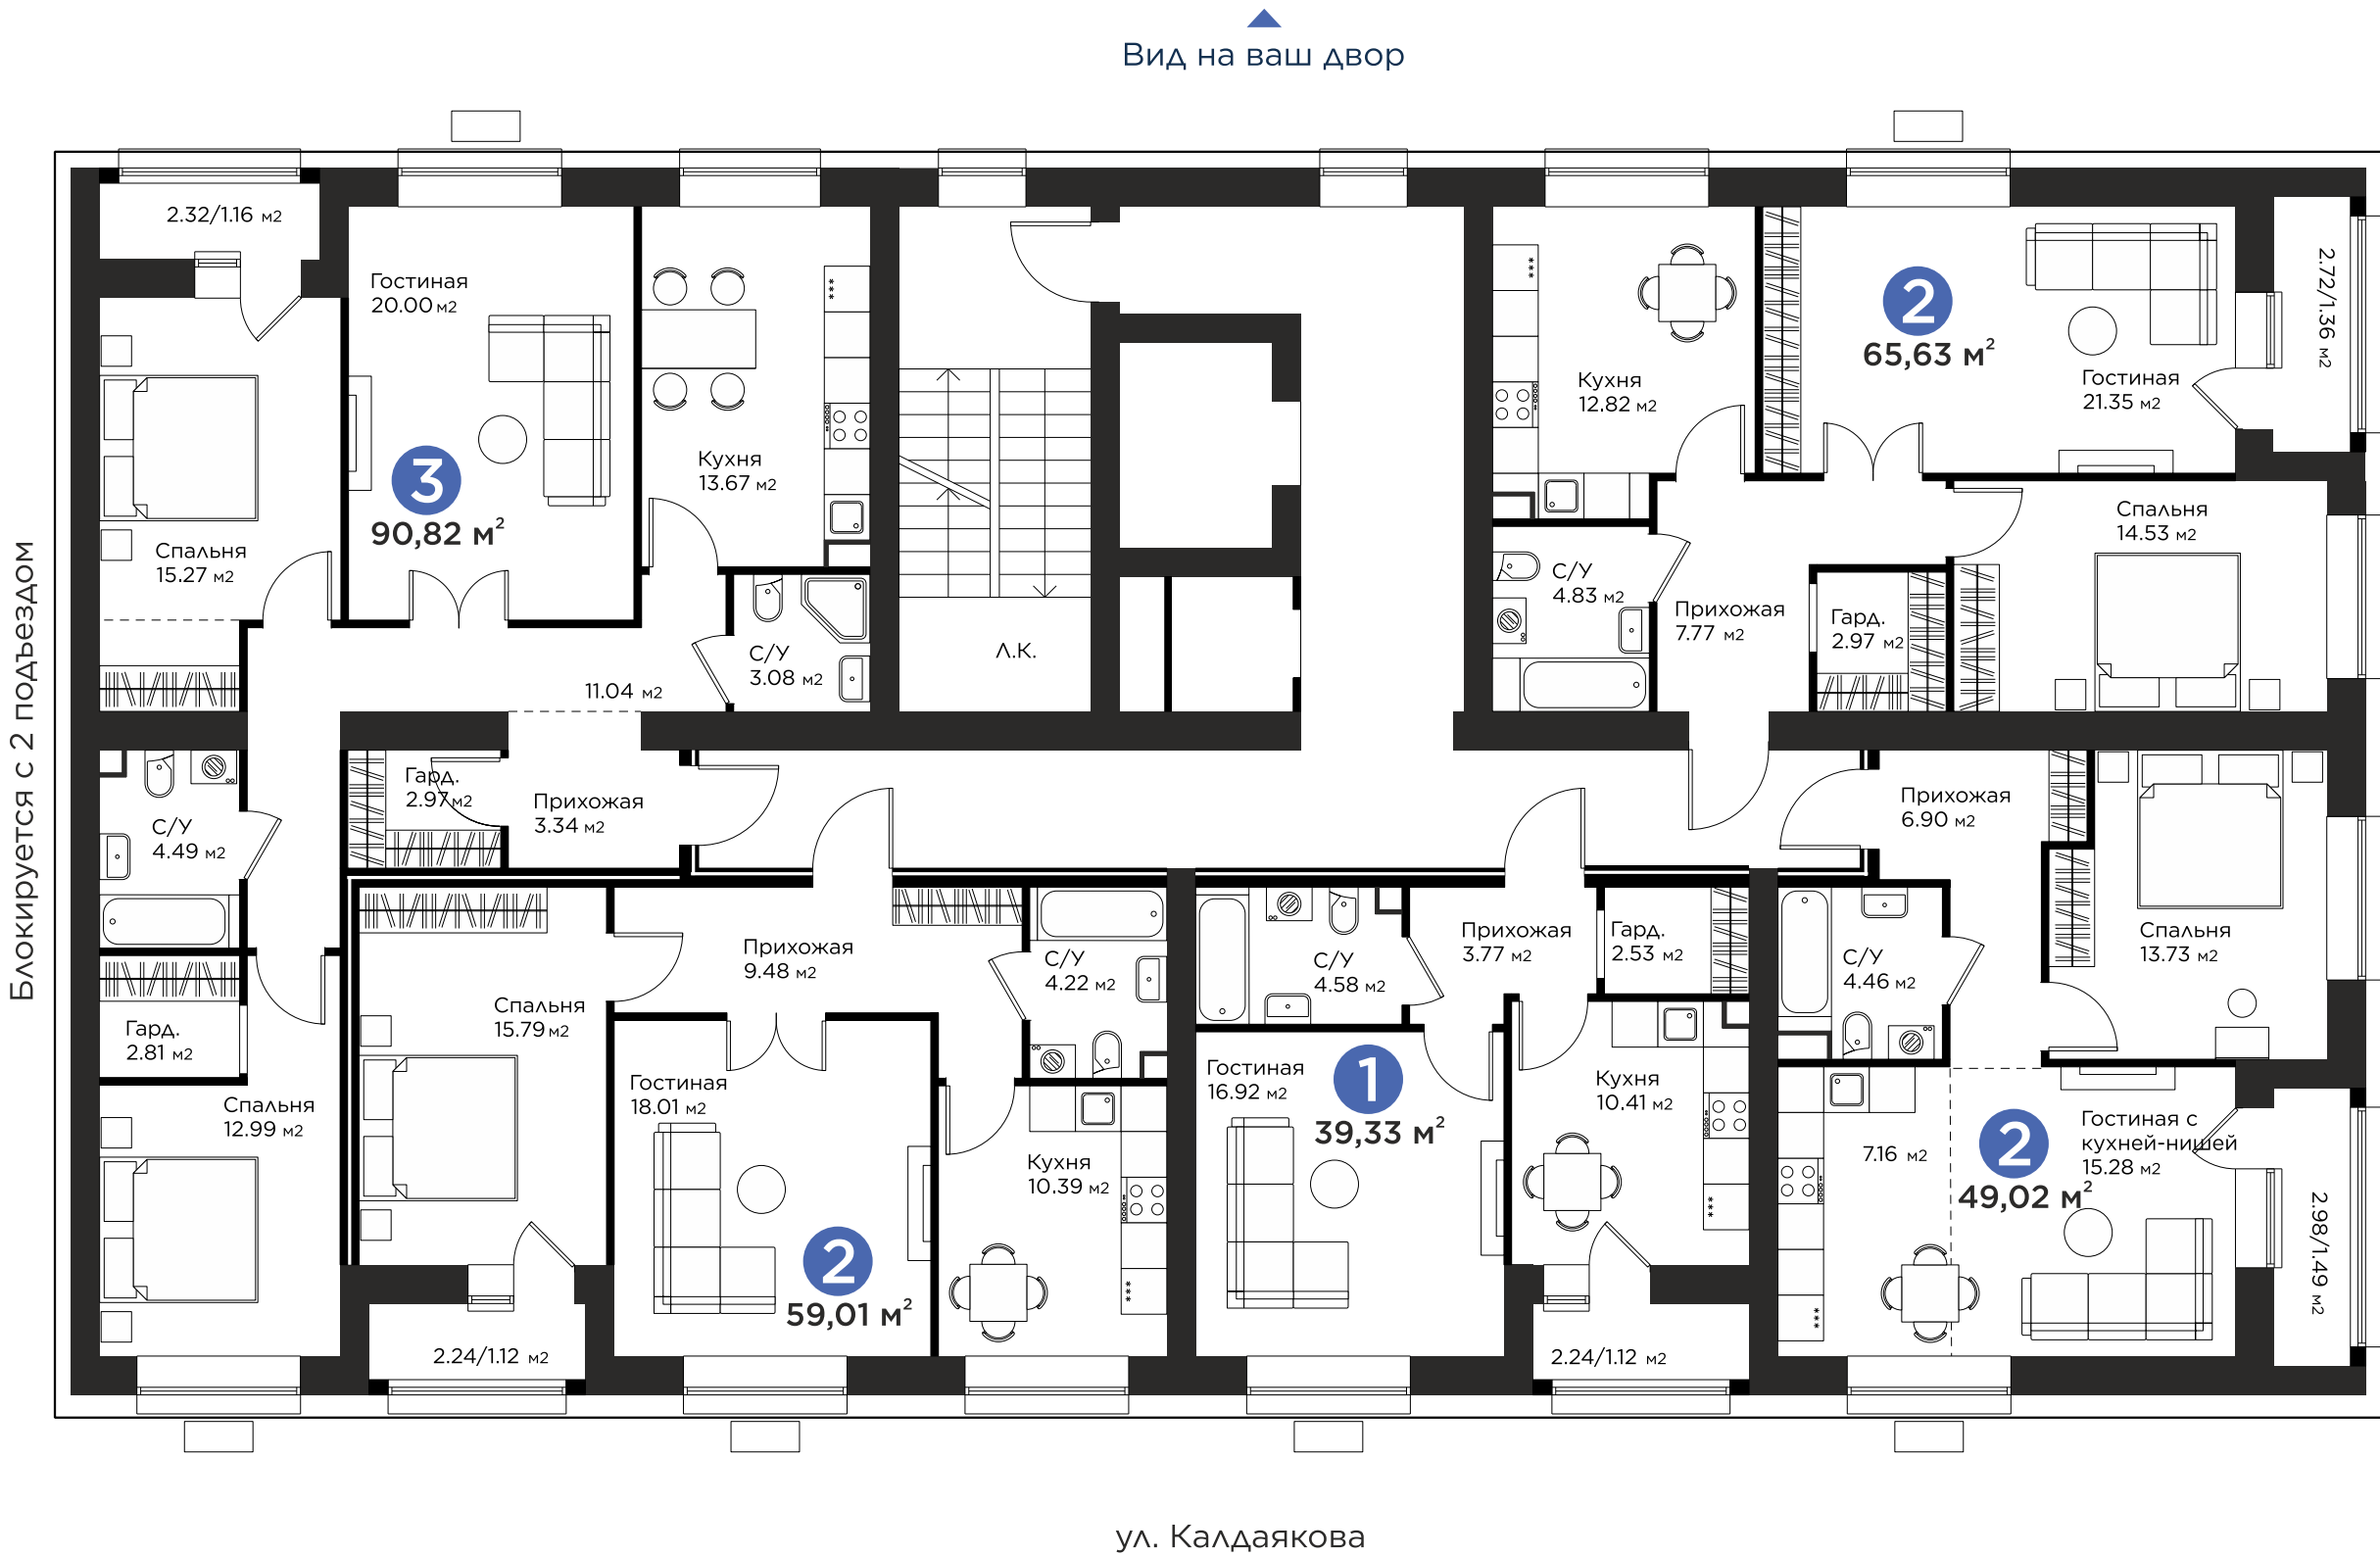 Вид на ваш двор
Блокируется с 2 подъездом
2.32/1.16 м2
Гостиная
20.00 м2
3
90,82 м²
Кухня
13.67 м2
Спальня
15.27 м2
С/У
3.08 м2
11.04 м2
Л.К.
Гард.
2.97 м2
Прихожая
3.34 м2
С/У
4.49 м2
Гард.
2.81 м2
Спальня
12.99 м2
Кухня
12.82 м2
2
65,63 м²
Гостиная
21.35 м2
2.72/1.36 м2
Спальня
14.53 м2
С/У
4.83 м2
Прихожая
7.77 м2
Гард.
2.97 м2
Спальня
15.79 м2
Прихожая
9.48 м2
С/У
4.22 м2
Гостиная
18.01 м2
Кухня
10.39 м2
2
59,01 м²
2.24/1.12 м2
С/У
4.58 м2
Прихожая
3.77 м2
Гард.
2.53 м2
Гостиная
16.92 м2
1
39,33 м²
Кухня
10.41 м2
2.24/1.12 м2
Прихожая
6.90 м2
Спальня
13.73 м2
С/У
4.46 м2
7.16 м2
2
49,02 м²
Гостиная с
кухней-нишей
15.28 м2
2.98/1.49 м2
ул. Калдаякова